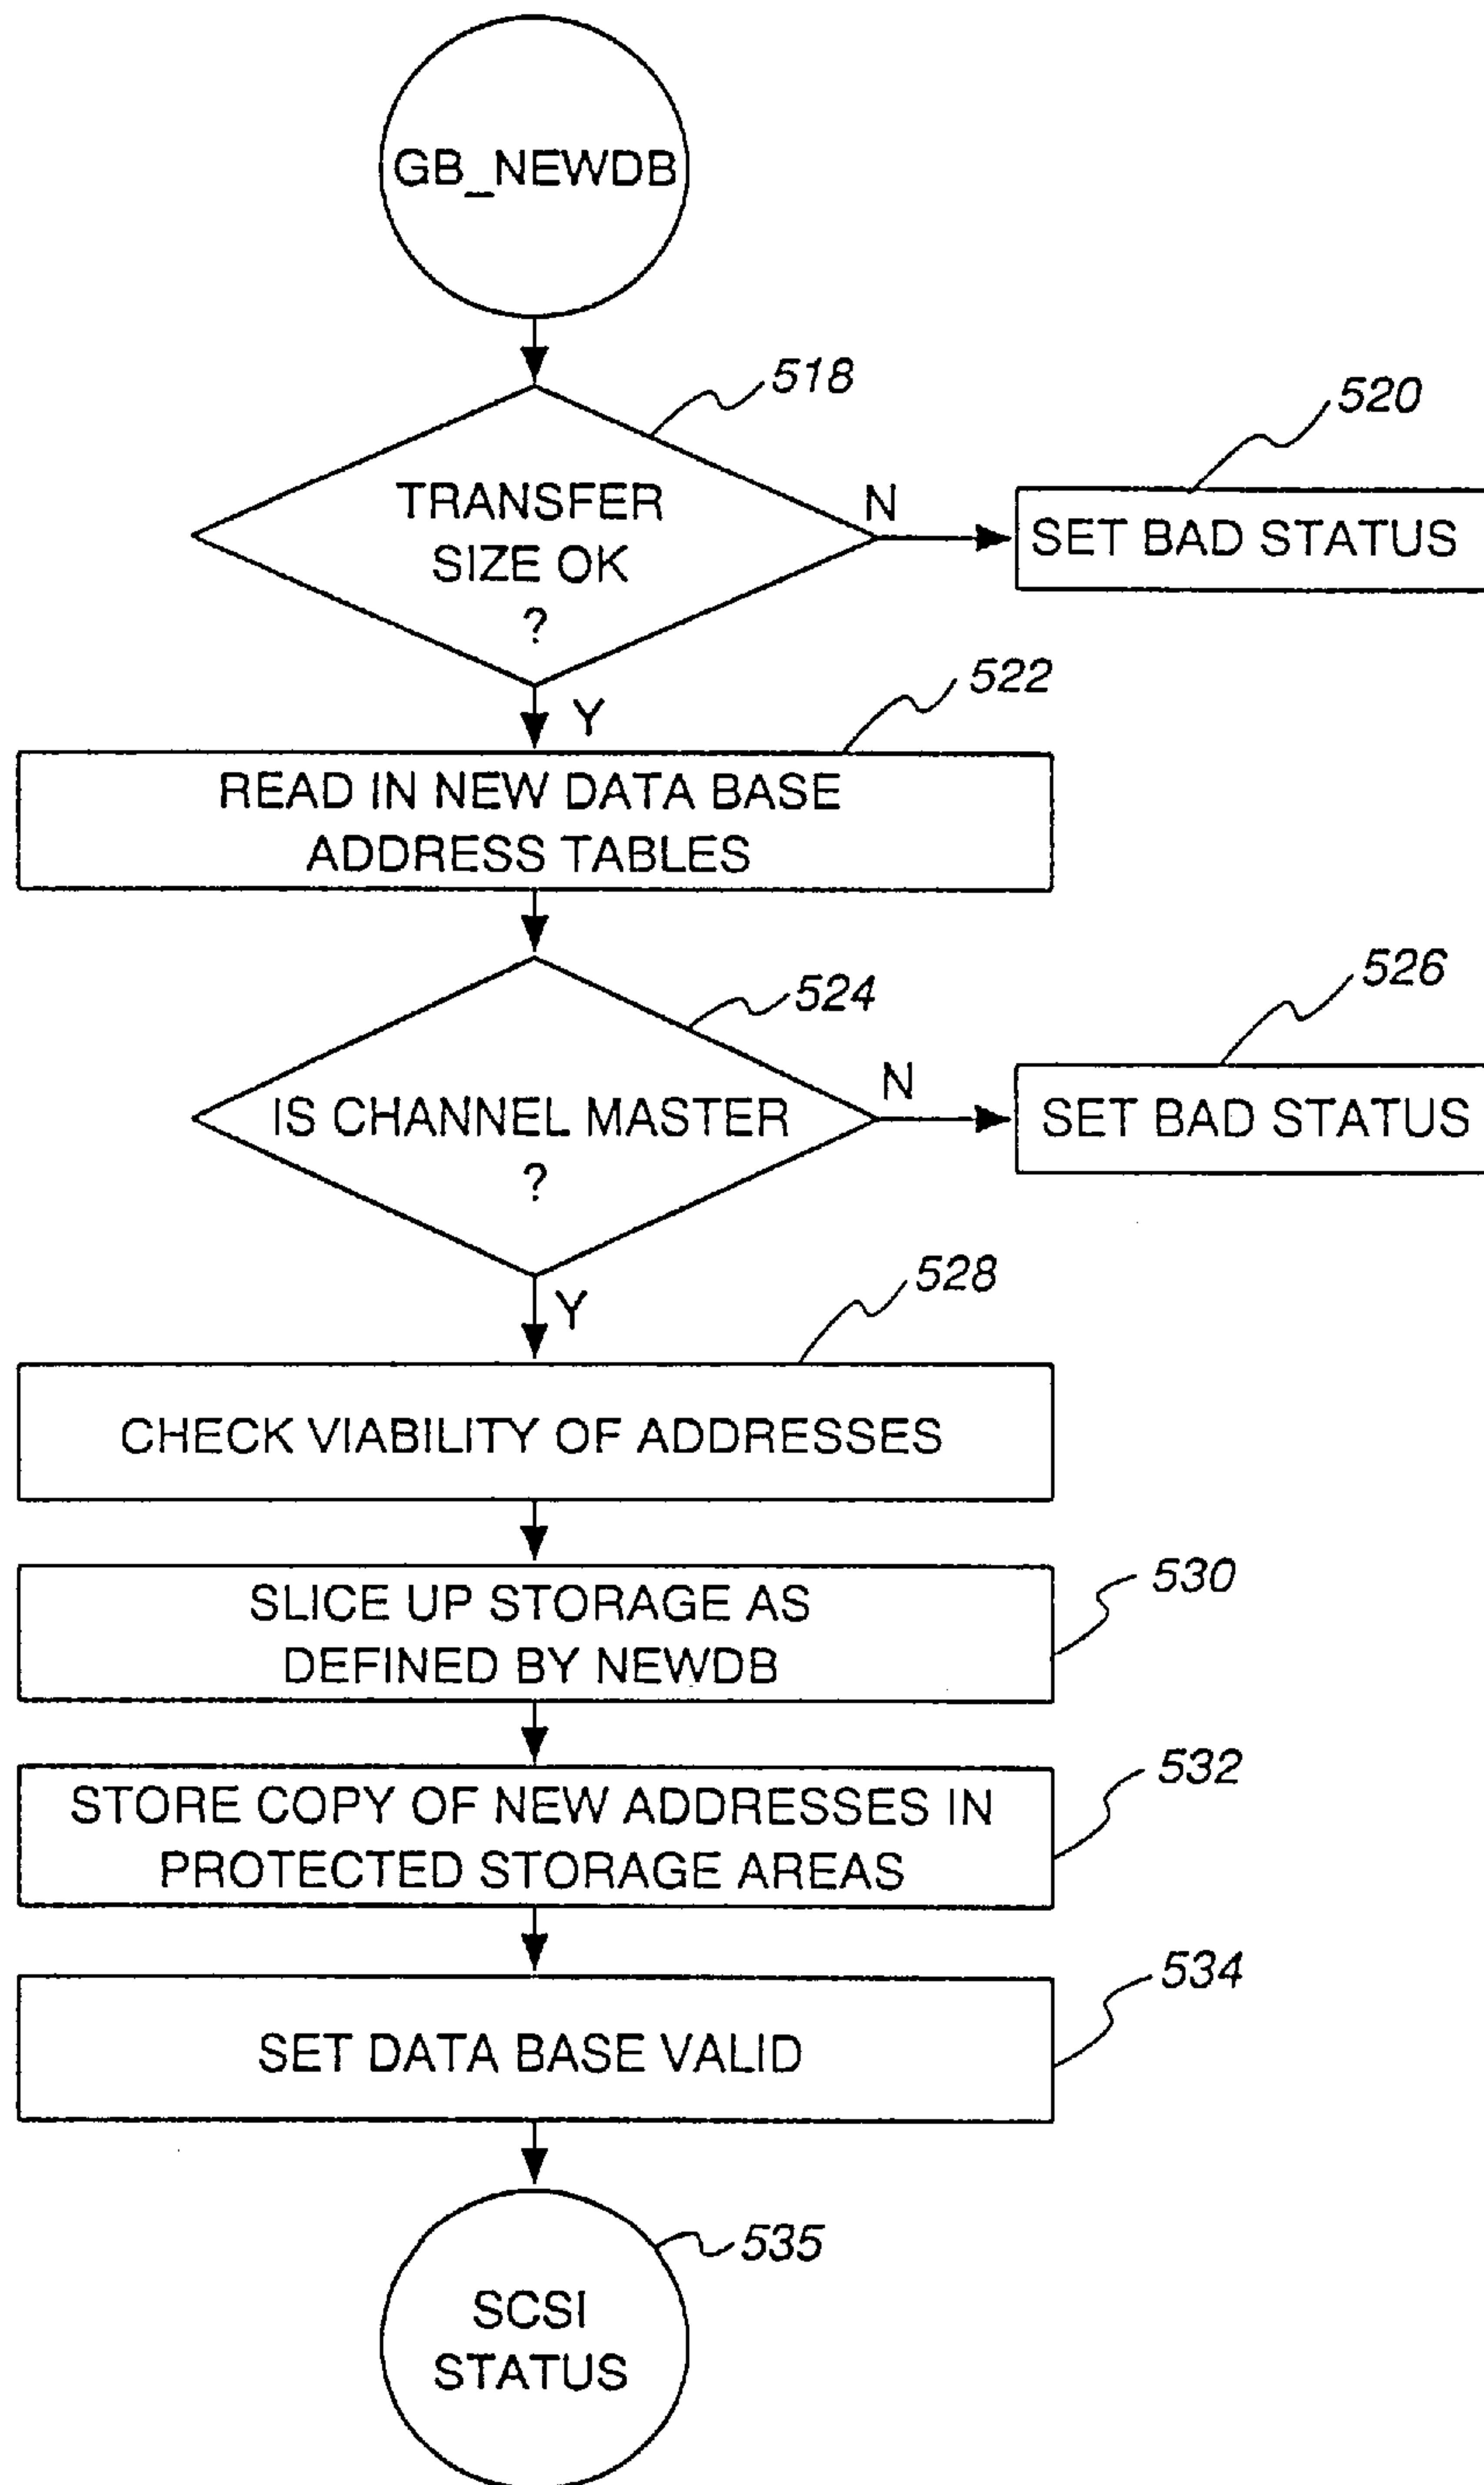 GB_NEWDB
518
520
TRANSFER
SIZE OK
?
N
SET BAD STATUS
Y
522
READ IN NEW DATA BASE
ADDRESS TABLES
524
526
IS CHANNEL MASTER
?
N
SET BAD STATUS
Y
528
CHECK VIABILITY OF ADDRESSES
530
SLICE UP STORAGE AS
DEFINED BY NEWDB
532
STORE COPY OF NEW ADDRESSES IN
PROTECTED STORAGE AREAS
534
SET DATA BASE VALID
535
SCSI
STATUS